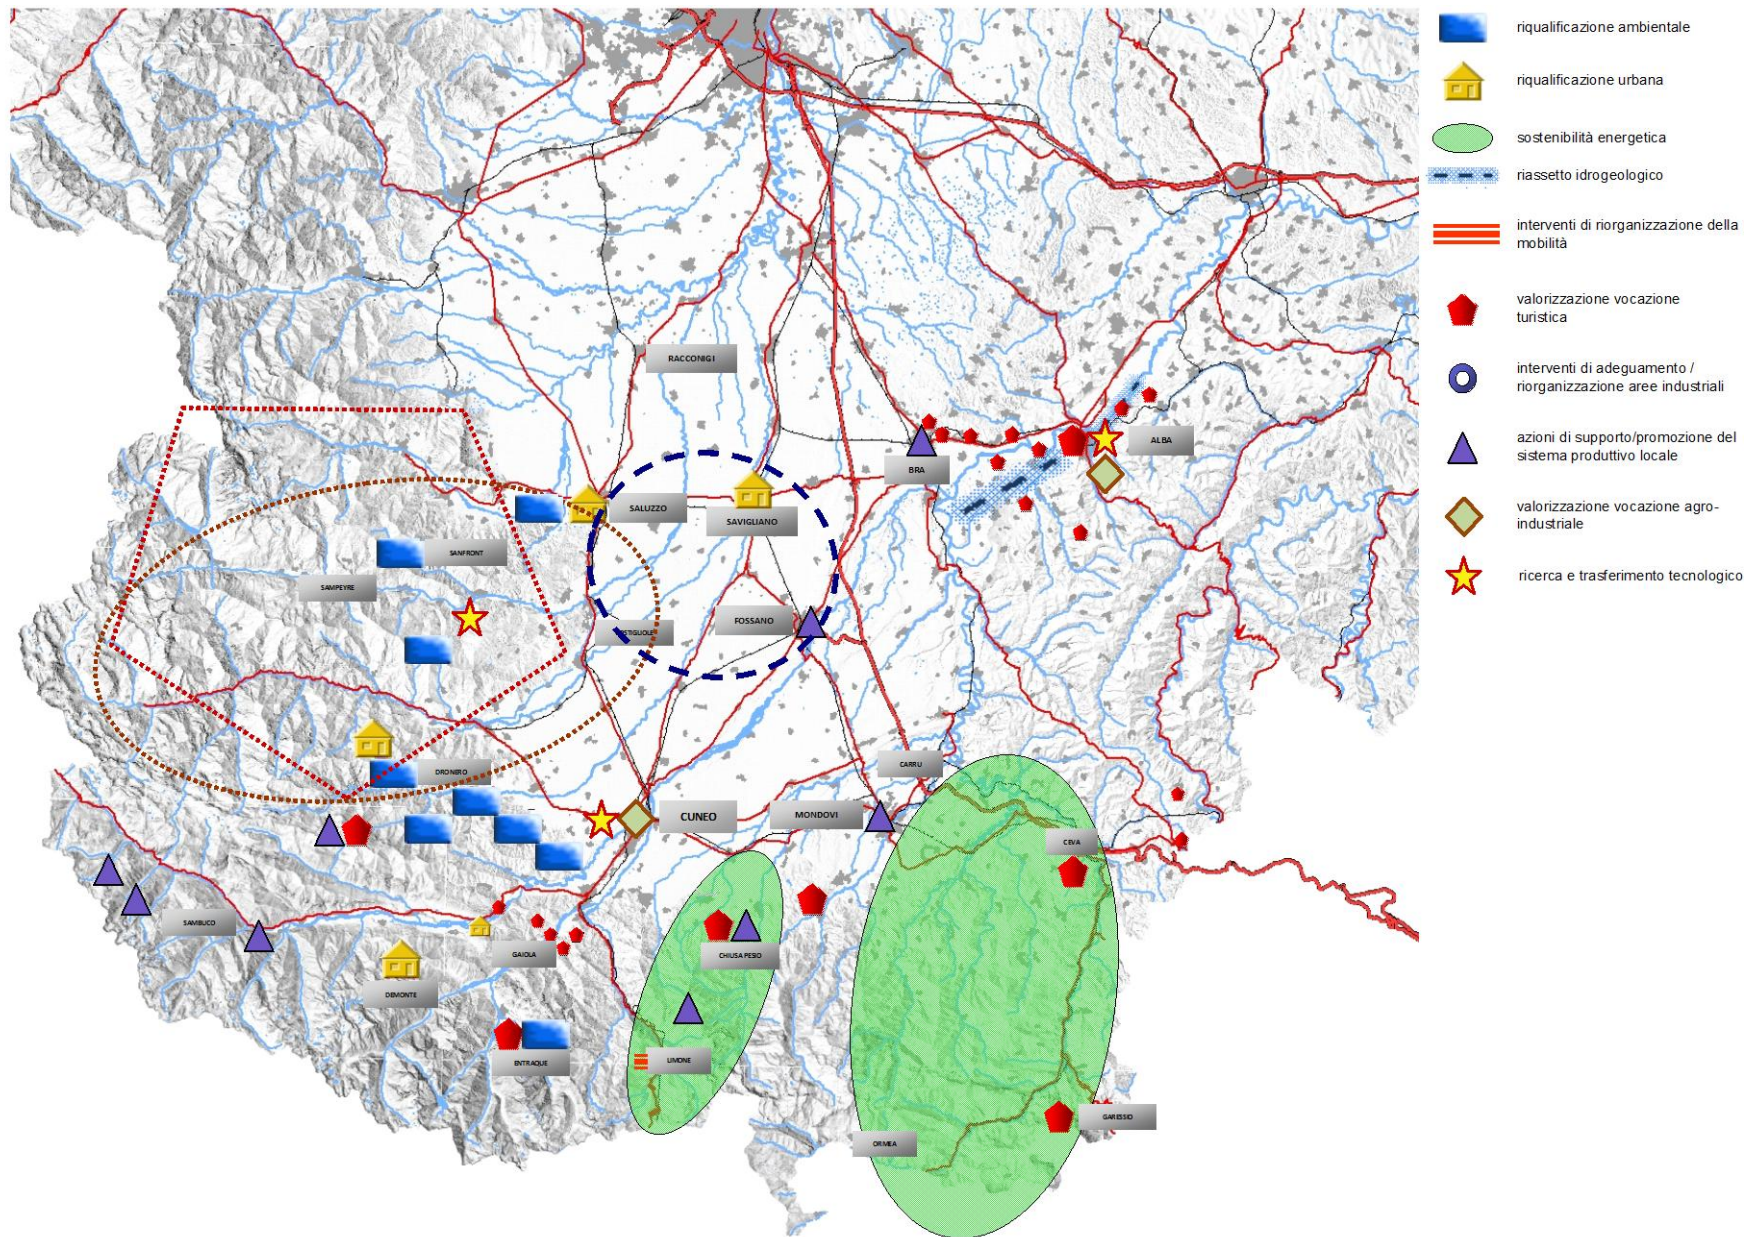 riqualificazione ambientale
riqualificazione urbana
sostenibilità energetica
riassetto idrogeologico
interventi di riorganizzazione della
mobilità
valorizzazione vocazione
turistica
interventi di adeguamento /
riorganizzazione aree industriali
azioni di supporto/promozione del
sistema produttivo locale
valorizzazione vocazione agro-
industriale
ricerca e trasferimento tecnologico
RACCONIGI
ALBA
BRA
SALUZZO
SAVIGLIANO
SANFRONT
SAMPEYRE
FOSSANO
CARRU
DRONERO
CUNEO
MONDOVI
CEVA
SAMBUCO
GAIOLA
CHIUSA PESIO
DEMONTE
ENTRAQUE
LIMONE
GARESSIO
ORMEA